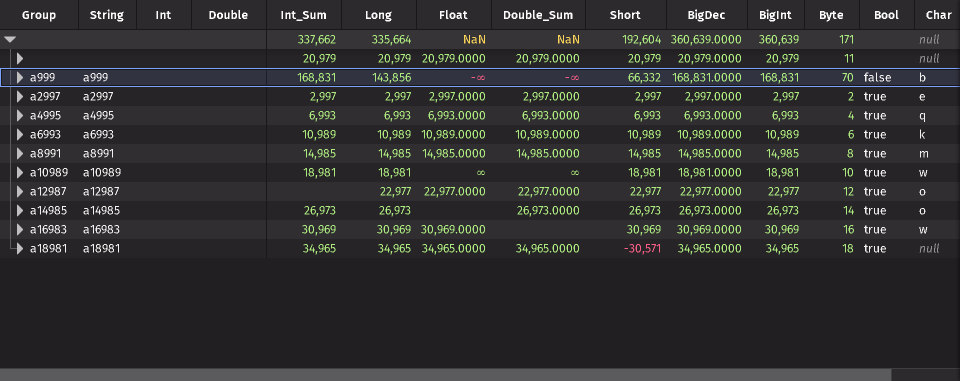 Group String Int Double Int_Sum Long Float Double_Sum Short BigDec BigInt Byte Bool Char
337,662 335,664 NaN NaN 192,604 360,639.0000 360,639 171 null
20,979 20,979 20,979.0000 20,979.0000 20,979 20,979.0000 20,979 11 null
a999 a999 168,831 143,856 -∞ -∞ 66,332 168,831.0000 168,831 70 false b
a2997 a2997 2,997 2,997 2,997.0000 2,997.0000 2,997 2,997.0000 2,997 2 true e
a4995 a4995 6,993 6,993 6,993.0000 6,993.0000 6,993 6,993.0000 6,993 4 true q
a6993 a6993 10,989 10,989 10,989.0000 10,989.0000 10,989 10,989.0000 10,989 6 true k
a8991 a8991 14,985 14,985 14,985.0000 14,985.0000 14,985 14,985.0000 14,985 8 true m
a10989 a10989 18,981 18,981 ∞ ∞ 18,981 18,981.0000 18,981 10 true w
a12987 a12987 22,977 22,977.0000 22,977.0000 22,977 22,977.0000 22,977 12 true o
a14985 a14985 26,973 26,973 26,973.0000 26,973 26,973.0000 26,973 14 true o
a16983 a16983 30,969 30,969 30,969.0000 30,969 30,969.0000 30,969 16 true w
a18981 a18981 34,965 34,965 34,965.0000 34,965.0000 -30,571 34,965.0000 34,965 18 true null